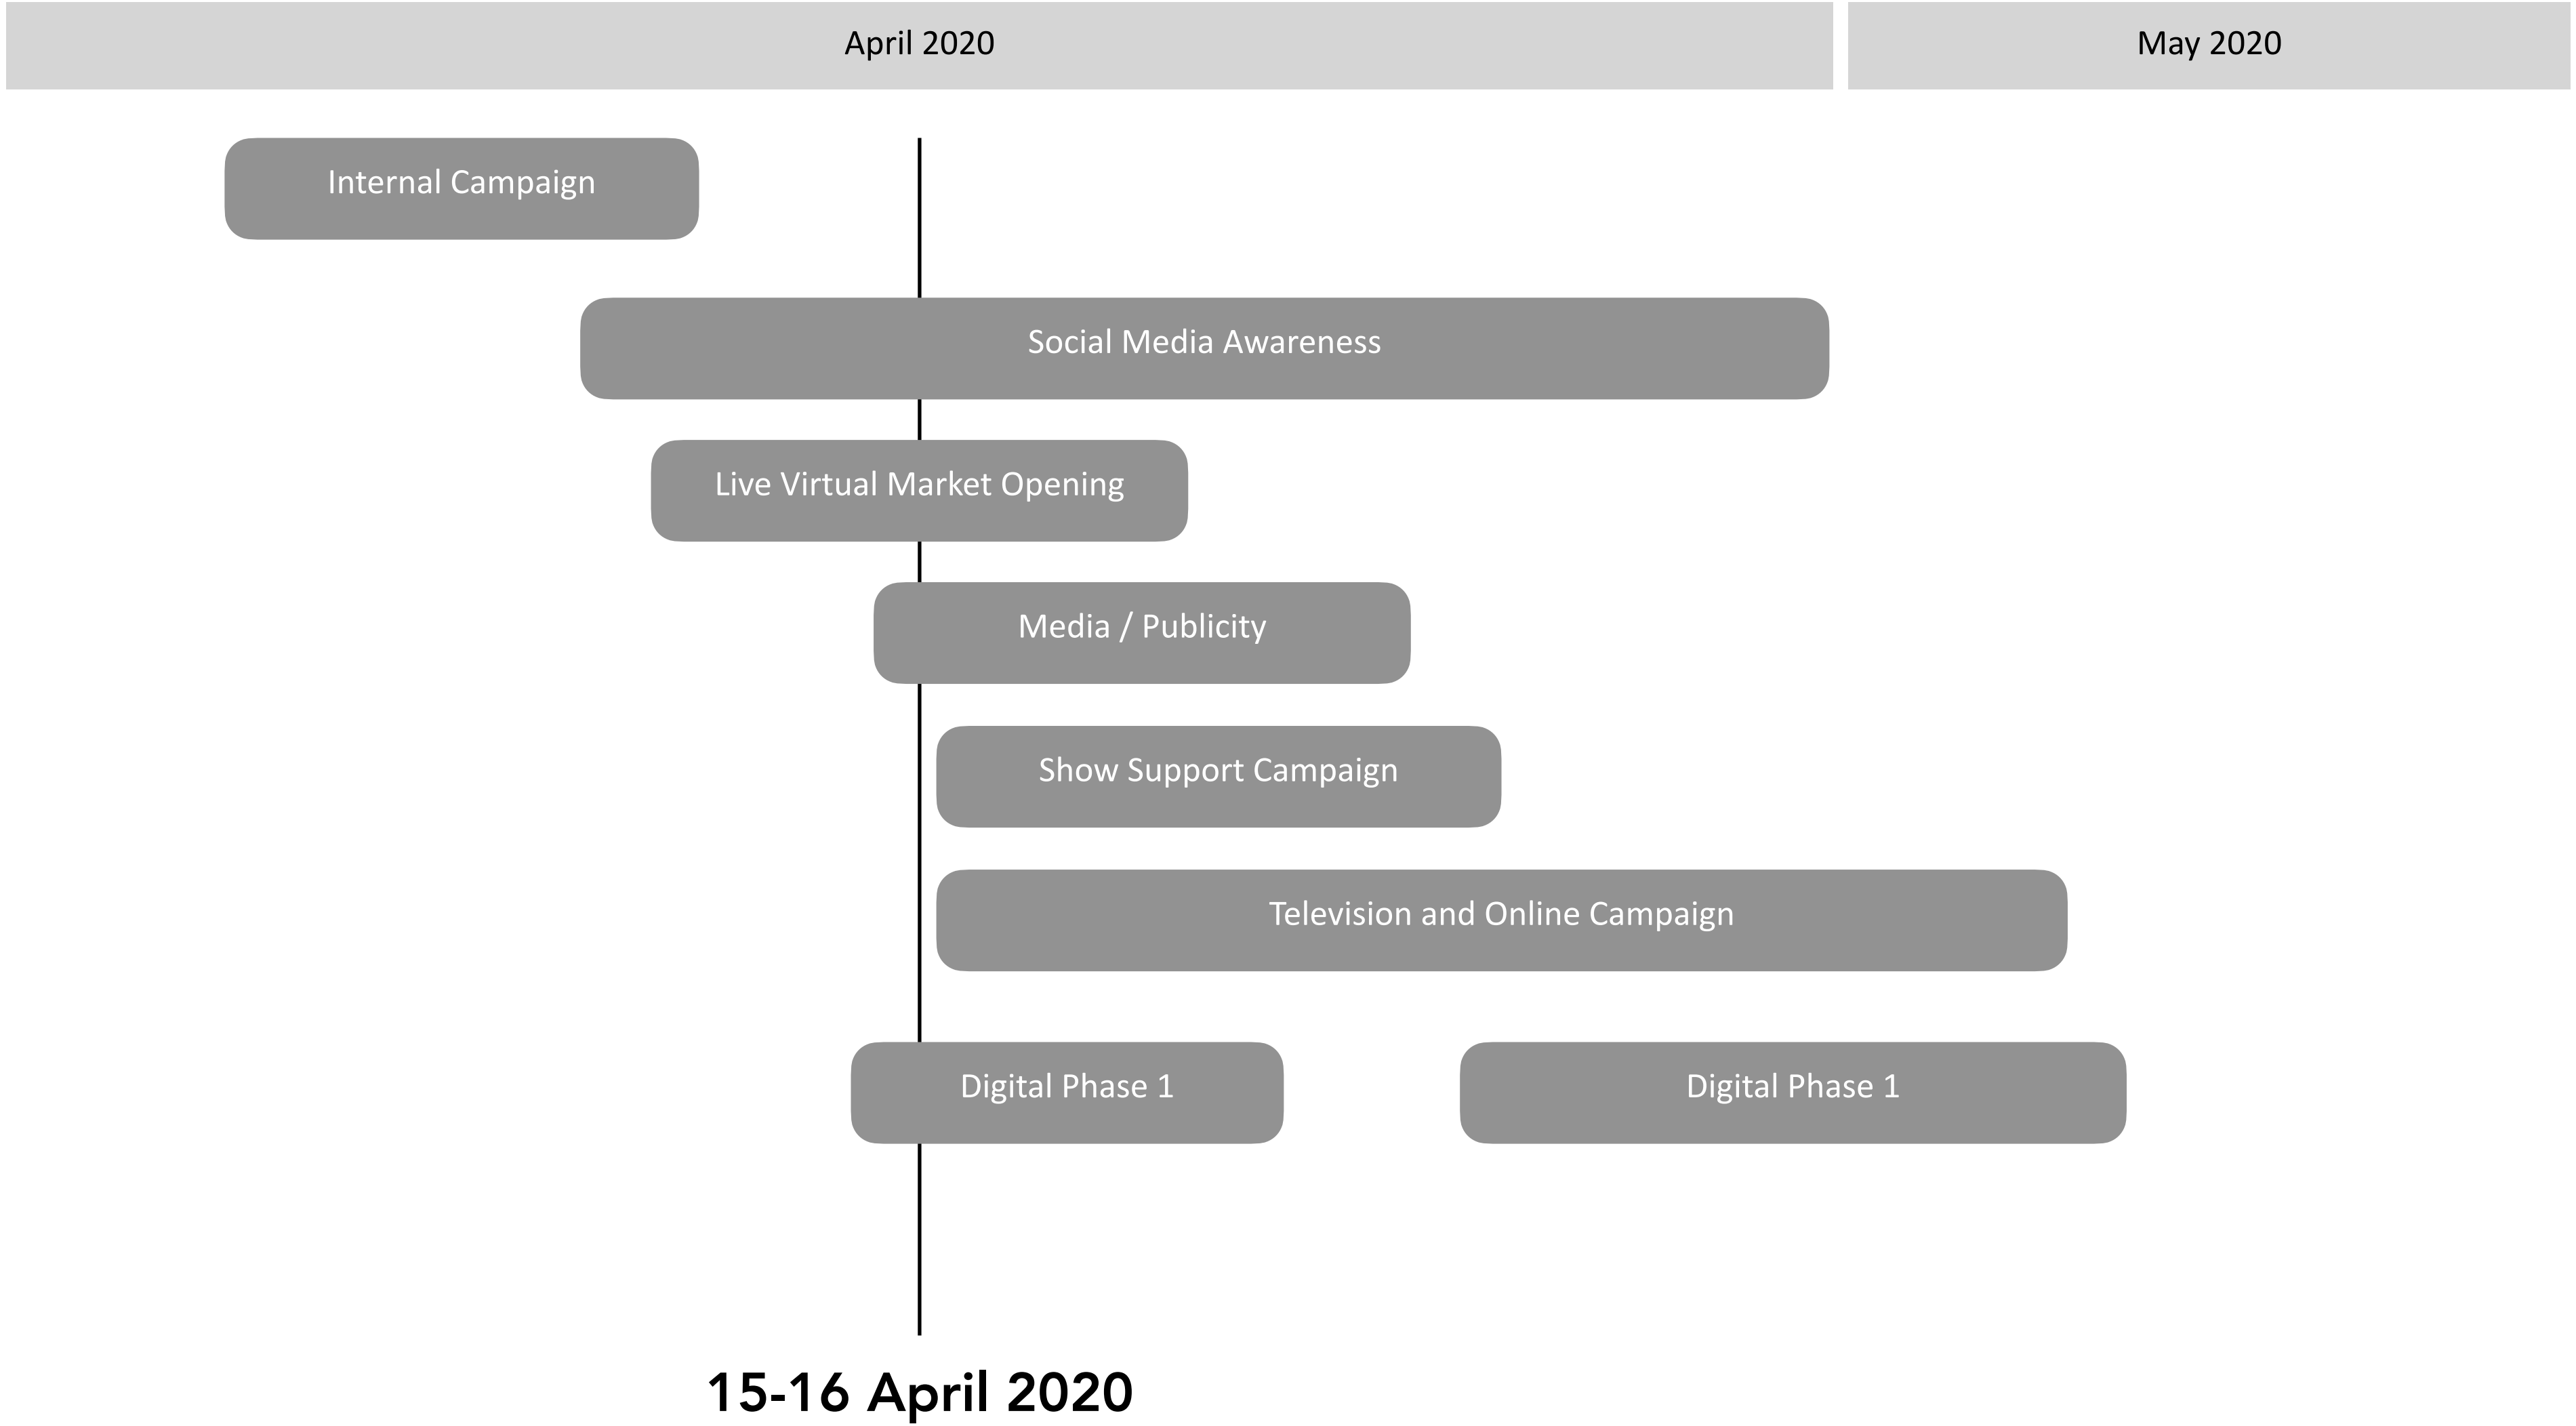 April 2020
May 2020
Internal Campaign
Social Media Awareness
Live Virtual Market Opening
Media / Publicity
Show Support Campaign
Television and Online Campaign
Digital Phase 1
Digital Phase 1
15-16 April 2020